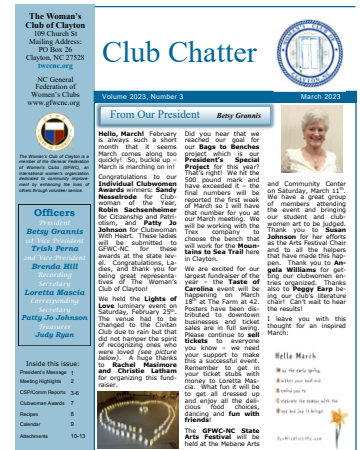 The Woman's
Club of Clayton
109 Church St
Mailing Address:
PO Box 26
Clayton, NC 27528
twccnc.org
NC General
Federation of
Women's Clubs
www.gfwcnc.org
The Woman's Club of Clayton is a
member of the General Federation
of Women's Clubs (GFWC), an
international women's organization
dedicated to community improve-
ment by enhancing the lives of
others through volunteer service.
Officers
President
Betsy Grannis
1st Vice President
Trish Perna
2nd Vice President
Brenda Hill
Recording
Secretary
Loretta Mascia
Corresponding
Secretary
Patty Jo Johnson
Treasurer
Judy Ryan
Inside this issue:
President's Message 1
Meeting Highlights 2
CSP/Comm Reports 3-6
Clubwoman Awards 7
Recipes 8
Calendar 9
Attachments 10-13
Club Chatter
Volume 2023, Number 3 March 2023
From Our President Betsy Grannis
Hello, March! February
is always such a short
month that it seems
March comes along too
quickly! So, buckle up –
March is marching on in!
Congratulations to our
Individual Clubwomen
Awards winners: Sandy
Nesselrode for Club-
woman of the Year,
Robin Sachsenheimer
for Citizenship and Patri-
otism, and Patty Jo
Johnson for Clubwoman
With Heart. These ladies
will be submitted to
GFWC-NC for these
awards at the state lev-
el. Congratulations, La-
dies, and thank you for
being great representa-
tives of The Woman's
Club of Clayton!
We held the Lights of
Love luminary event on
Saturday, February 25th.
The venue had to be
changed to the Civitan
Club due to rain but that
did not hamper the spirit
of recognizing ones who
were loved (see picture
below). A huge thanks
to Rachel Masimore
and Christie Latham
for organizing this fund-
raiser.
Did you hear that we
reached our goal for
our Bags to Benches
project which is our
President's Special
Project for this year?
That's right! We hit the
500 pound mark and
have exceeded it – the
final numbers will be
reported the first week
of March so I will have
that number for you at
our March meeting. We
will be working with the
Trex company to
choose the bench that
will work for the Moun-
tains to Sea Trail here
in Clayton.
We are excited for our
largest fundraiser of the
year – the Taste of
Carolina event will be
happening on March
18th at The Farm at 42.
Posters have been dis-
tributed to downtown
businesses and ticket
sales are in full swing.
Please continue to sell
tickets to everyone
you know – we need
your support to make
this a successful event.
Remember to get in
your ticket stubs with
money to Loretta Mas-
cia. What fun it will be
to get all dressed up
and enjoy all the deli-
cious food choices,
dancing and fun with
friends!
The GFWC-NC State
Arts Festival will be
held at the Mebane Arts
and Community Center
on Saturday, March 11th.
We have a great group
of members attending
the event and bringing
our student and club-
women art to be judged.
Thank you to Susan
Johnson for her efforts
as the Arts Festival Chair
and to all the helpers
that have made this hap-
pen. Thank you to An-
gela Williams for get-
ting our clubwomen en-
tries organized. Thanks
also to Peggy Earp be-
ing our club's literature
chair! Can't wait to hear
the results!
I leave you with this
thought for an inspired
March:
Hello March